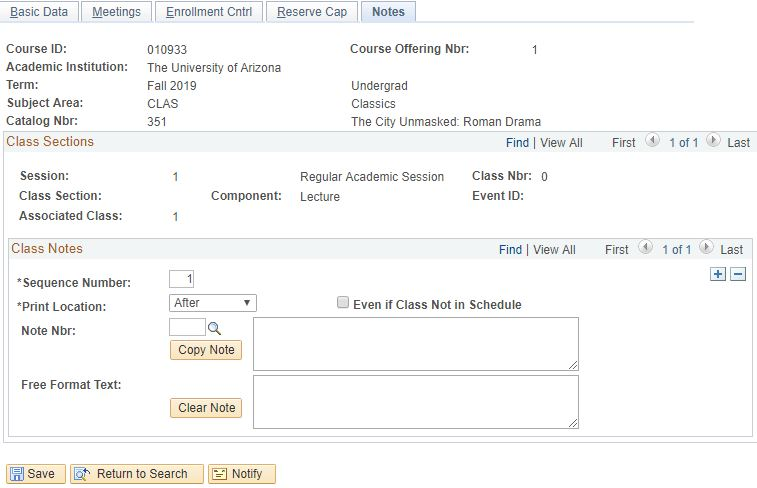 Basic Data Meetings Enrollment Cntrl Reserve Cap Notes
Course ID: 010933 Course Offering Nbr: 1
Academic Institution: The University of Arizona
Term: Fall 2019 Undergrad
Subject Area: CLAS Classics
Catalog Nbr: 351 The City Unmasked: Roman Drama
Class Sections Find | View All First 1 of 1 Last
Session: 1 Regular Academic Session Class Nbr: 0
Class Section: Component: Lecture Event ID:
Associated Class: 1
Class Notes Find | View All First 1 of 1 Last
*Sequence Number: 1
*Print Location: After Even if Class Not in Schedule
Note Nbr:
Copy Note
Free Format Text:
Clear Note
Save Return to Search Notify